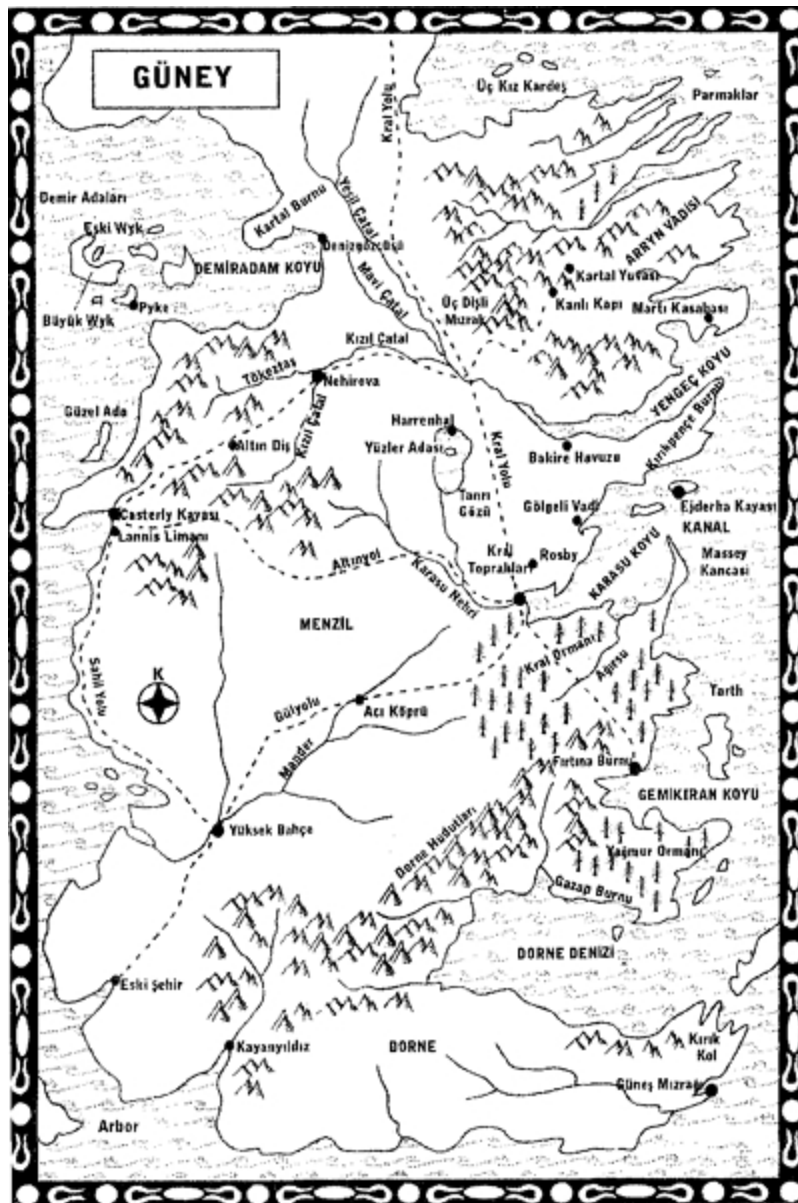 GÜNEY
Kral Yolu
Üç Kız Kardeş
Parmaklar
Demir Adaları
Eski Wyk
Büyük Wyk
Pyke
Kartal Burnu
Yeşil Çatal
Denizgözcüsü
DEMİRADAM KOYU
Mavi Çatal
ARRYN VADİSİ
Kartal Yuvası
Kanlı Kapı
Üç Dişli
Mızrak
Martı Kasabası
Kızıl Çatal
Tökeztaş
Nehirova
YENGEÇ KOYU
Güzel Ada
Altın Diş
Kızıl Çatal
Harrenhal
Yüzler Adası
Kral Yolu
Bakire Havuzu
Kırıkpençe Burnu
Tanrı
Gözü
Gölgeli Vadi
Ejderha Kayası
KANAL
Casterly Kayası
Lannis Limanı
Altınyol
Karasu Nehri
Kral
Toprakları
Rosby
KARASU KOYU
Massey
Kancası
MENZİL
Kral Ormanı
Ağırsu
Sahil Yolu
K
Gülyolu
Acı Köprü
Tarth
Mander
Fırtına Burnu
GEMİKIRAN KOYU
Yüksek Bahçe
Dorne Hudutları
Yağmur Ormanı
Gazap Burnu
DORNE DENİZİ
Eski Şehir
Kayanyıldız
DORNE
Kırık
Kol
Güneş Mızrağı
Arbor